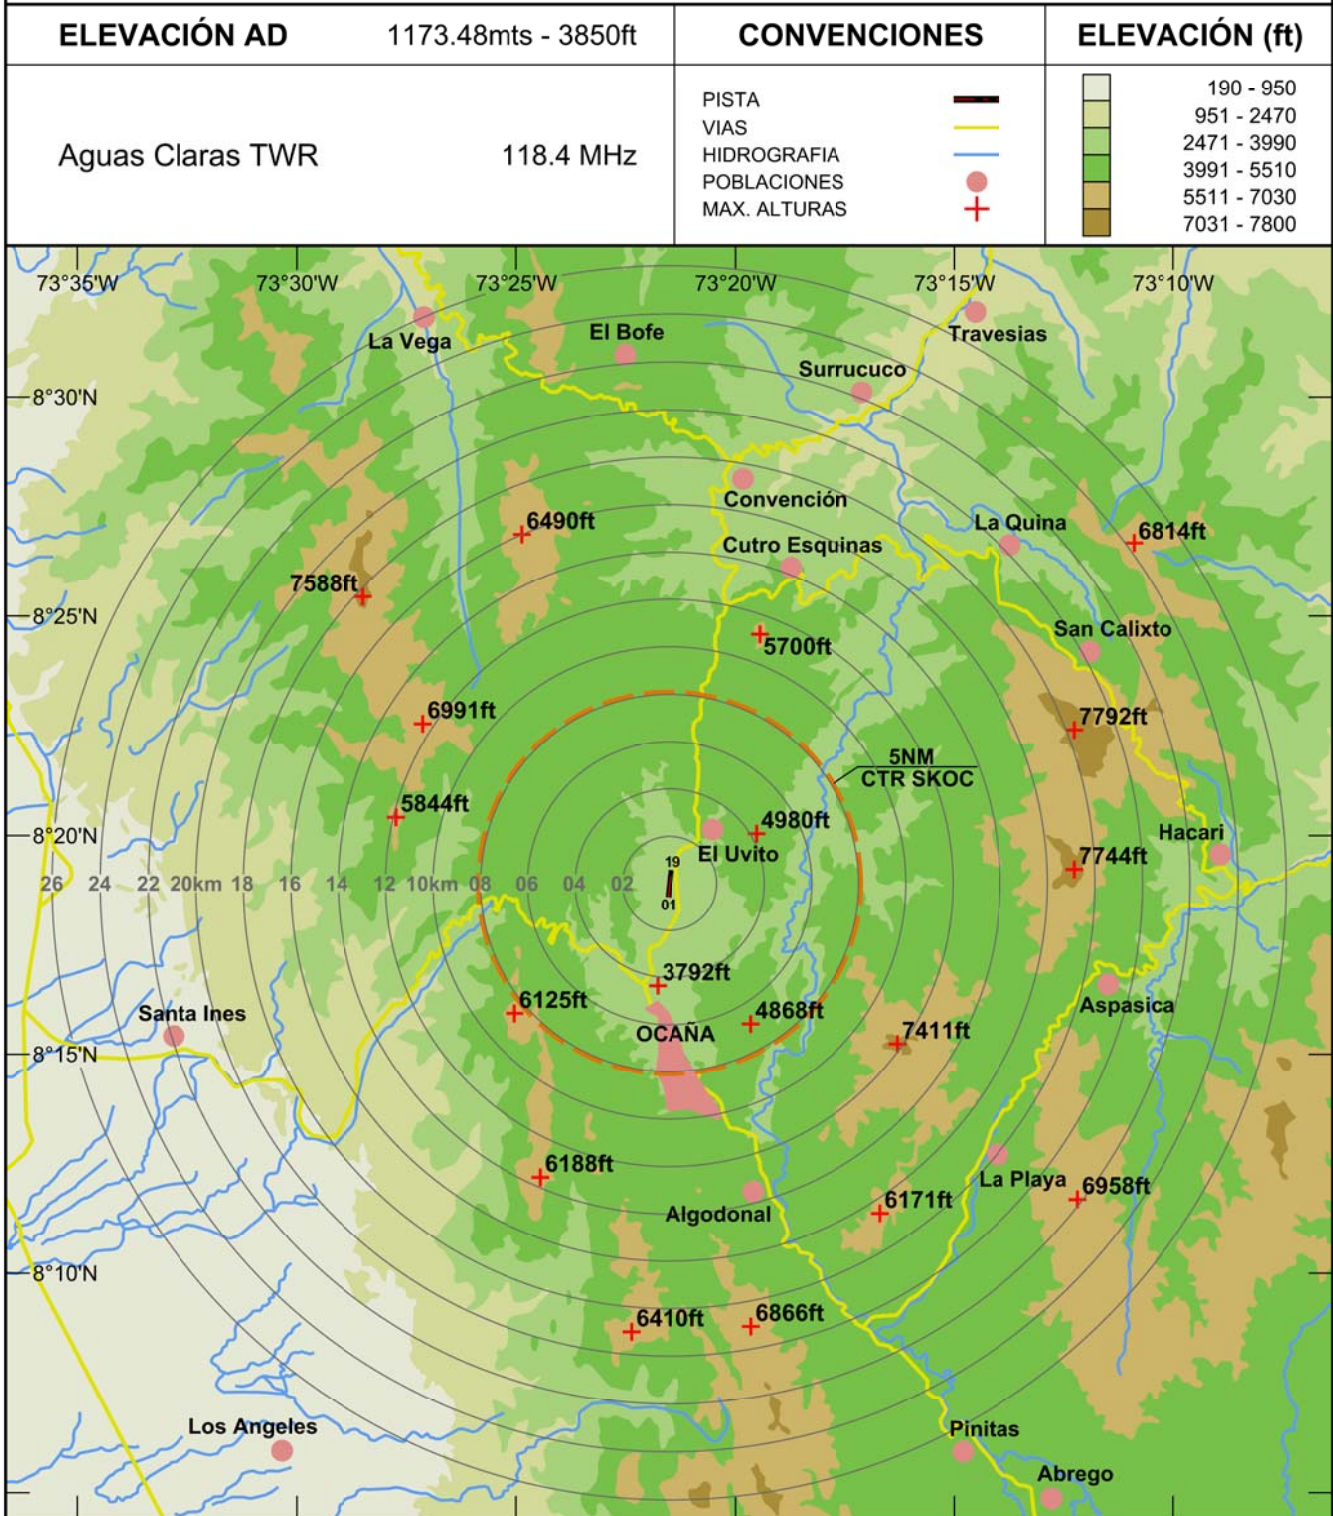 ELEVACIÓN AD 1173.48mts - 3850ft
CONVENCIONES
ELEVACIÓN (ft)
Aguas Claras TWR 118.4 MHz
PISTA
VIAS
HIDROGRAFIA
POBLACIONES
MAX. ALTURAS
190 - 950
951 - 2470
2471 - 3990
3991 - 5510
5511 - 7030
7031 - 7800
73°35'W 73°30'W 73°25'W 73°20'W 73°15'W 73°10'W
La Vega
El Bofe
Travesias
Surrucuco
8°30'N
Convención
6490ft
La Quina
6814ft
Cutro Esquinas
7588ft
8°25'N
San Calixto
5700ft
6991ft
7792ft
5NM
CTR SKOC
5844ft
4980ft
8°20'N
Hacari
El Uvito
7744ft
19
26 24 22 20km 18 16 14 12 10km 08 06 04 02
01
3792ft
6125ft
Aspasica
Santa Ines
4868ft
OCAÑA
7411ft
8°15'N
6188ft
La Playa
6958ft
6171ft
Algodonal
8°10'N
6410ft
6866ft
Los Angeles
Pinitas
Abrego